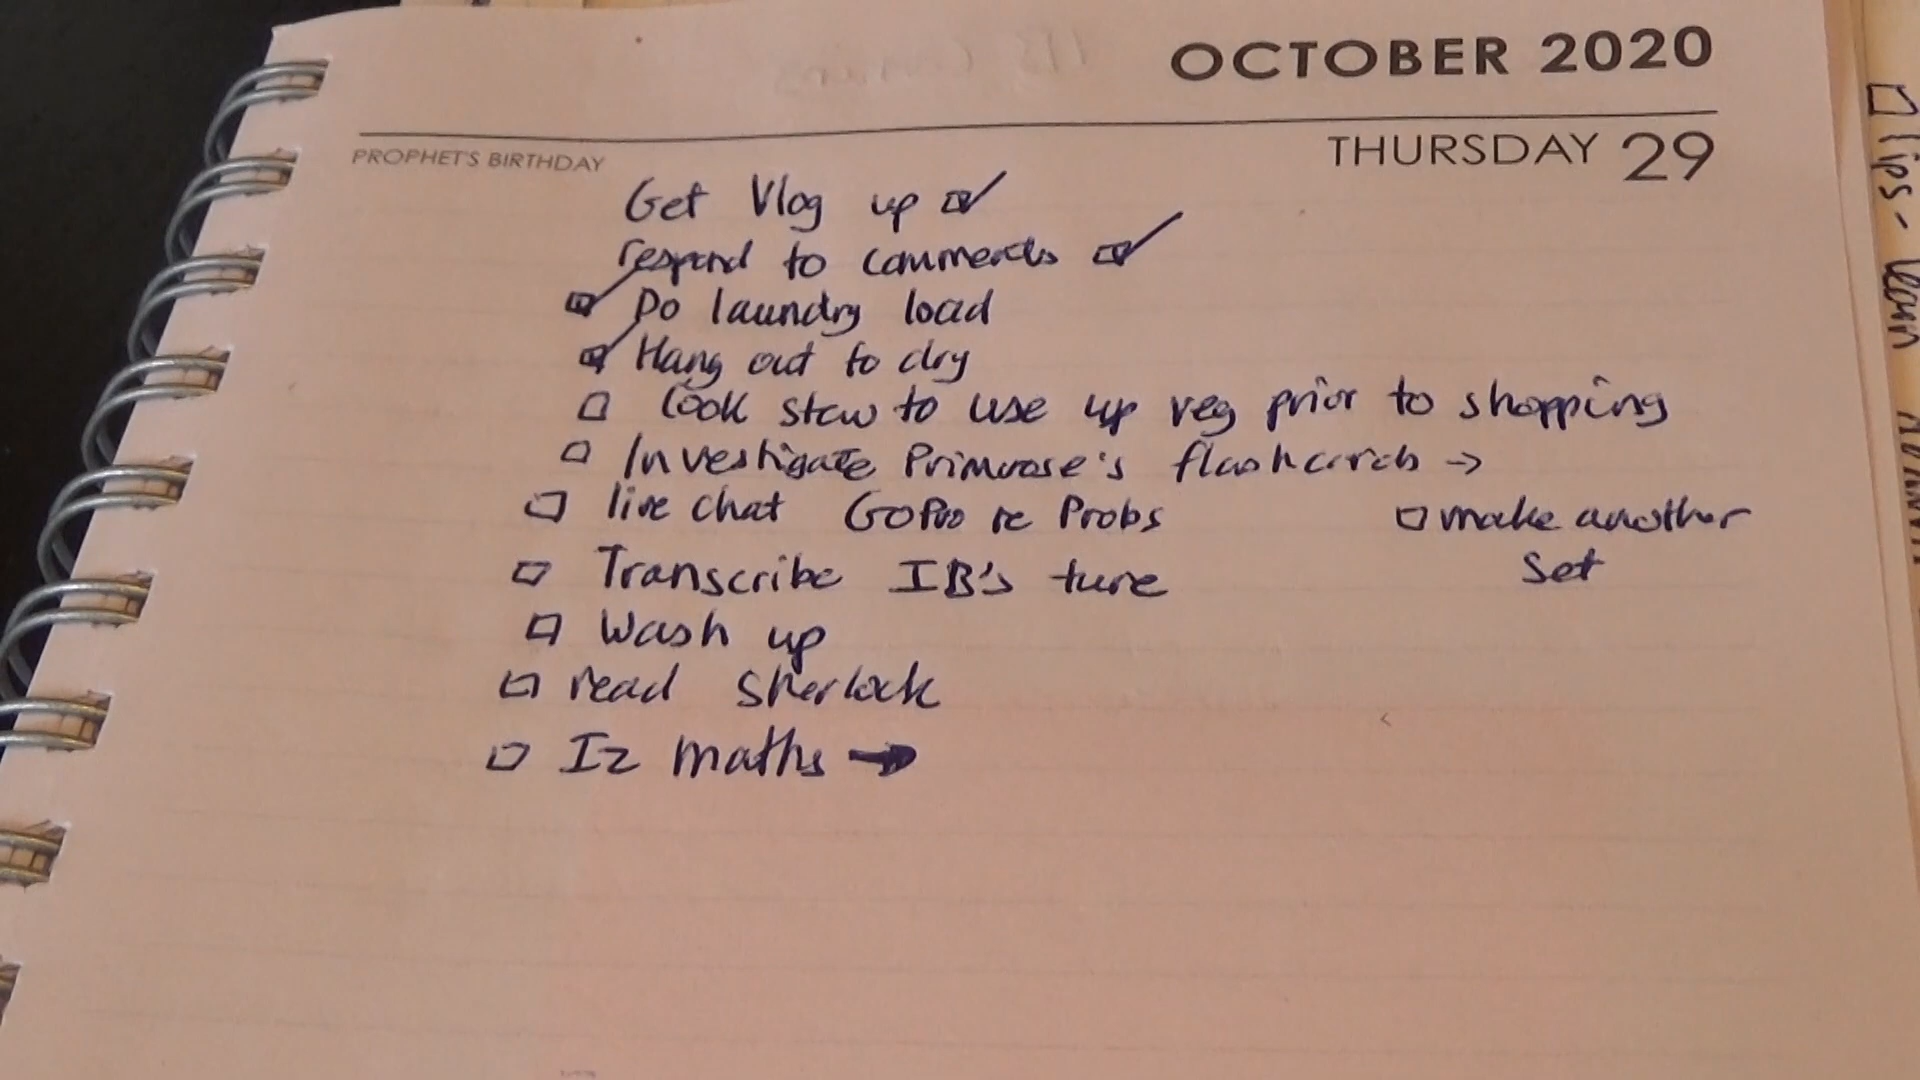 OCTOBER 2020
THURSDAY 29
PROPHET'S BIRTHDAY
Get Vlog up
respond to comments
Do laundry load
Hang out to dry
Cook stew to use up veg prior to shopping
Investigate Primrose's flashcards →
live chat GoPro re Probs
make another
set
Transcribe IB's tune
Wash up
read Sherlock
Iz maths →
Tips - learn